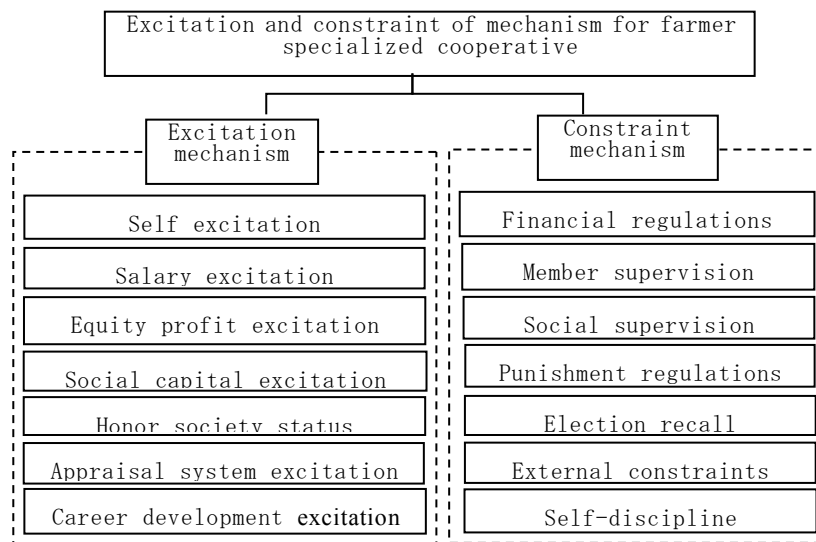 Excitation and constraint of mechanism for farmer
specialized cooperative
Excitation
mechanism
Constraint
mechanism
Self excitation
Salary excitation
Equity profit excitation
Social capital excitation
Honor society status
Appraisal system excitation
Career development excitation
Financial regulations
Member supervision
Social supervision
Punishment regulations
Election recall
External constraints
Self-discipline